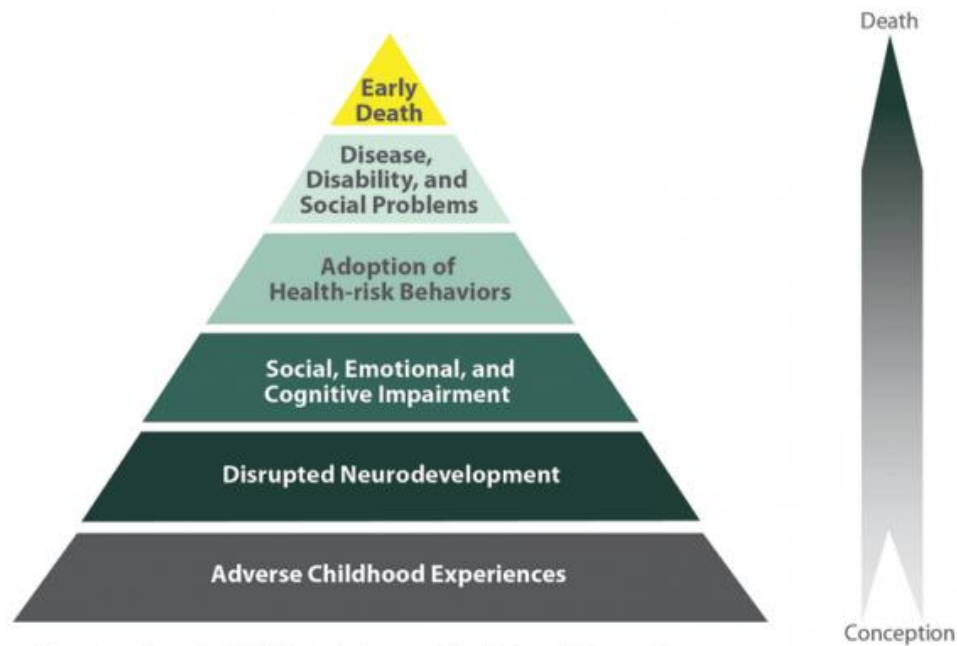 Death
Early
Death
Disease,
Disability, and
Social Problems
Adoption of
Health-risk Behaviors
Social, Emotional, and
Cognitive Impairment
Disrupted Neurodevelopment
Adverse Childhood Experiences
Conception